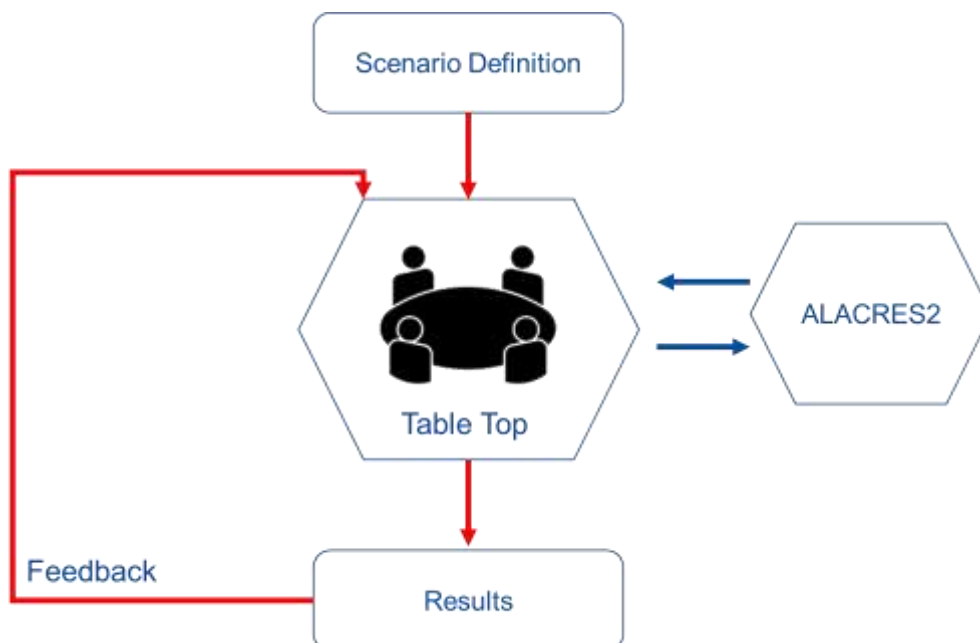 Scenario Definition
ALACRES2
Table Top
Feedback
Results